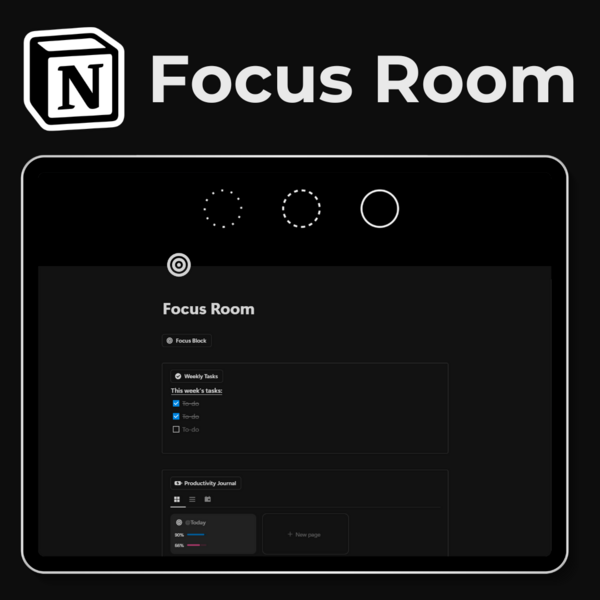 N Focus Room
Focus Room
Focus Block
Weekly Tasks
This week's tasks:
To-do
To-do
To-do
Productivity Journal
@Today
90%
66%
+ New page